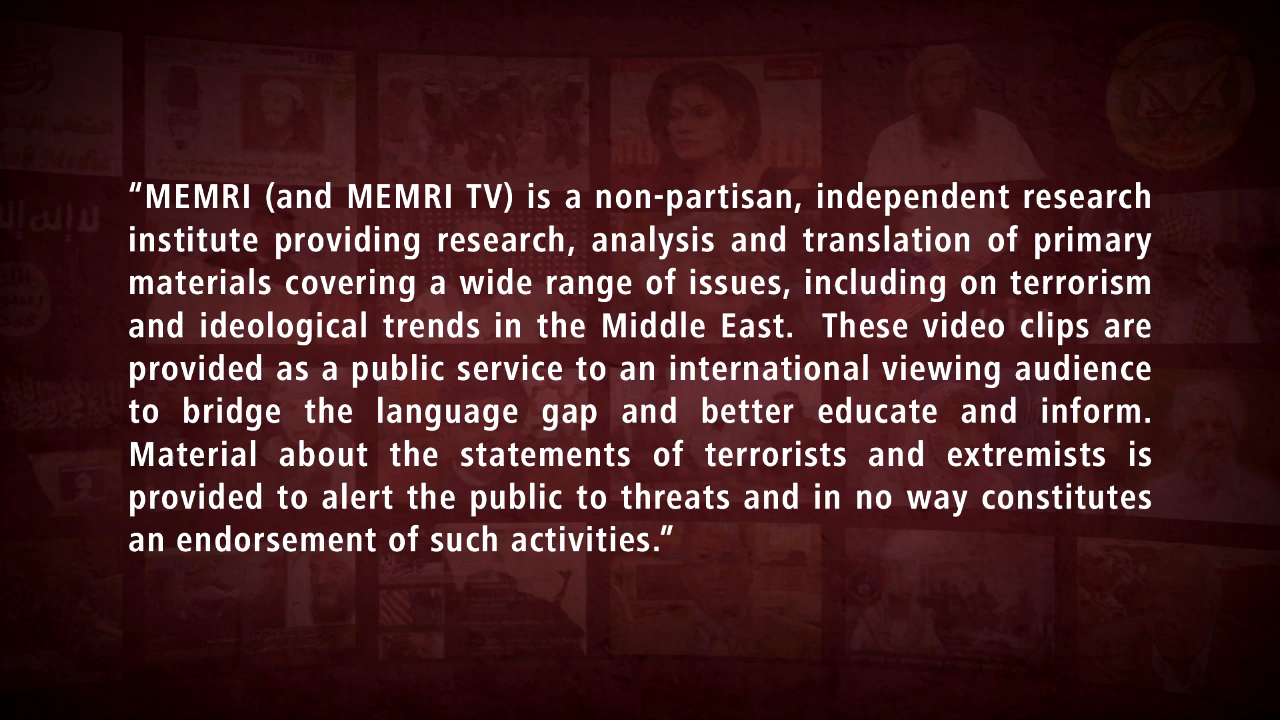 “MEMRI (and MEMRI TV) is a non-partisan, independent research
institute providing research, analysis and translation of primary
materials covering a wide range of issues, including on terrorism
and ideological trends in the Middle East. These video clips are
provided as a public service to an international viewing audience
to bridge the language gap and better educate and inform.
Material about the statements of terrorists and extremists is
provided to alert the public to threats and in no way constitutes
an endorsement of such activities.”